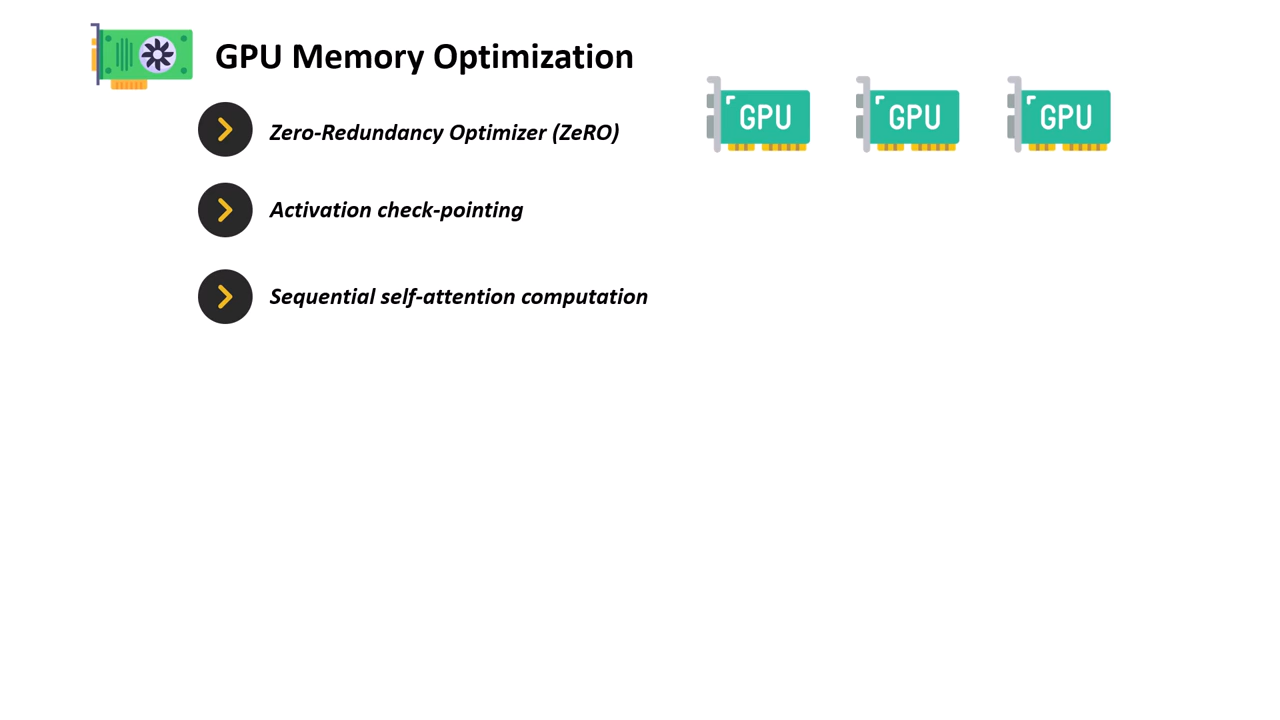 GPU Memory Optimization
Zero-Redundancy Optimizer (ZeRO)
GPU
GPU
GPU
Activation check-pointing
Sequential self-attention computation